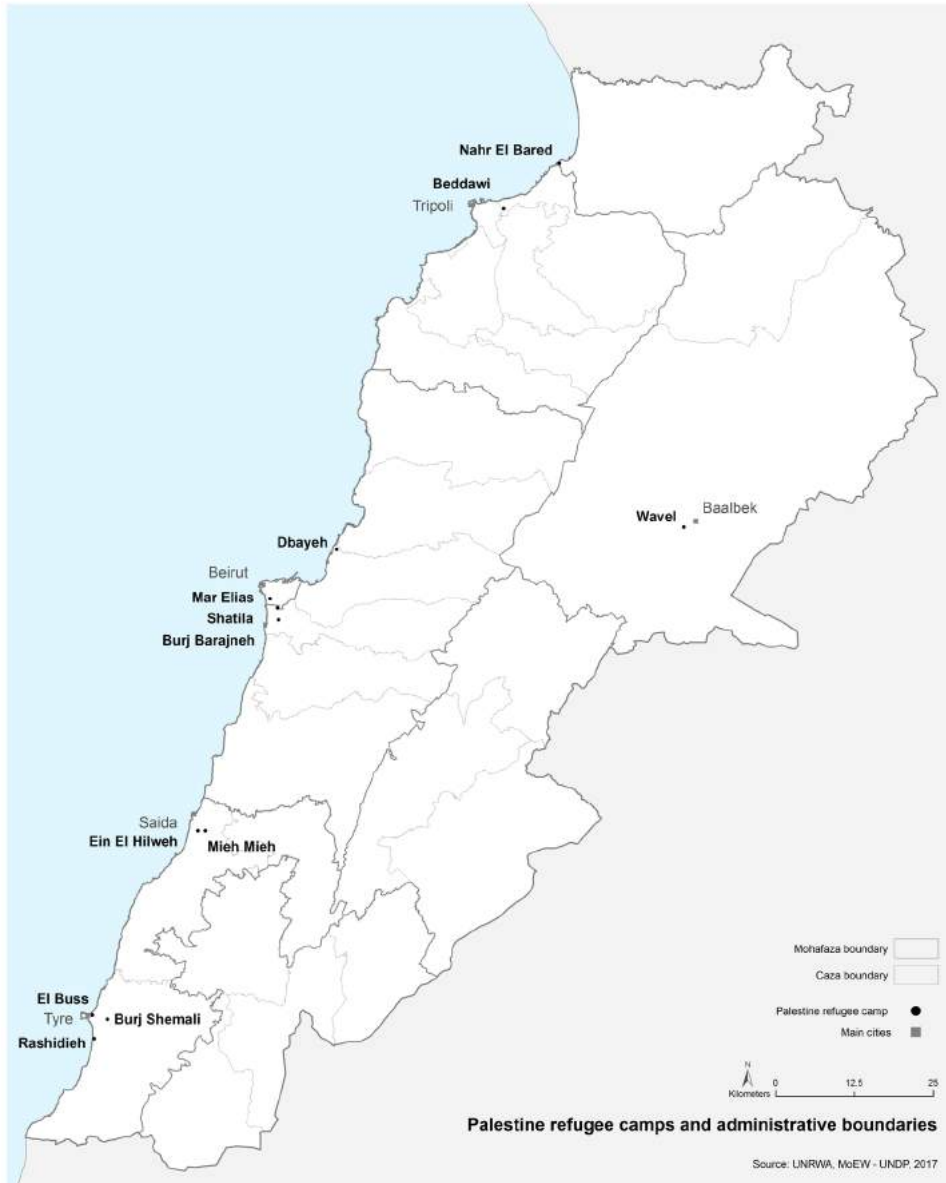 Nahr El Bared
Beddawi
Tripoli
Wavel
Baalbek
Dbayeh
Beirut
Mar Elias
Shatila
Burj Barajneh
Saida
Ein El Hilweh
Mieh Mieh
El Buss
Tyre
Burj Shemali
Rashidieh
Mohafaza boundary
Caza boundary
Palestine refugee camp
Main cities
N
Kilometers 0 12.5 25
Palestine refugee camps and administrative boundaries
Source: UNRWA, MoEW - UNDP, 2017